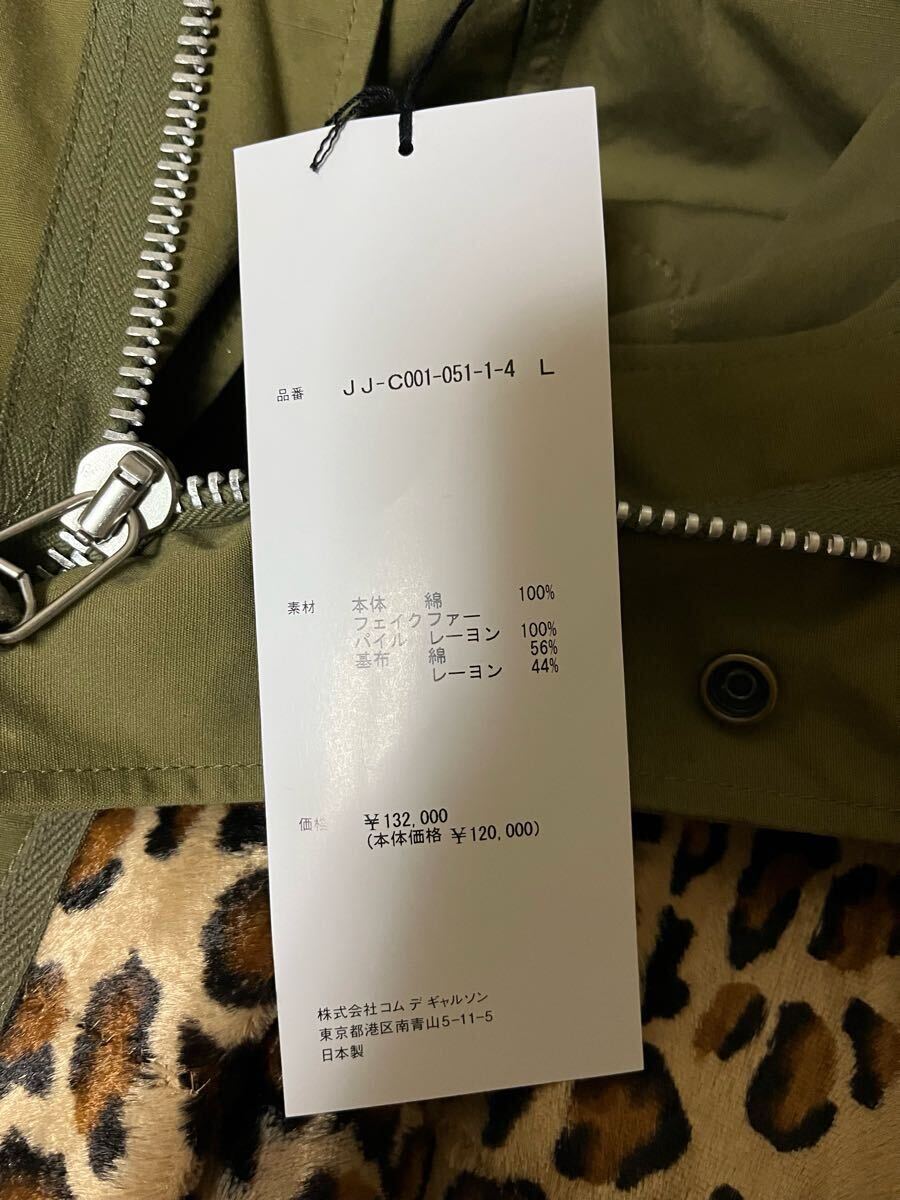 品番 JJ-C001-051-1-4 L
素材 本体 綿 100%
フェイクファー
パイル レーヨン 100%
基布 綿 56%
レーヨン 44%
価格 ¥132,000
(本体価格 ¥120,000)
株式会社コム デ ギャルソン
東京都港区南青山5-11-5
日本製